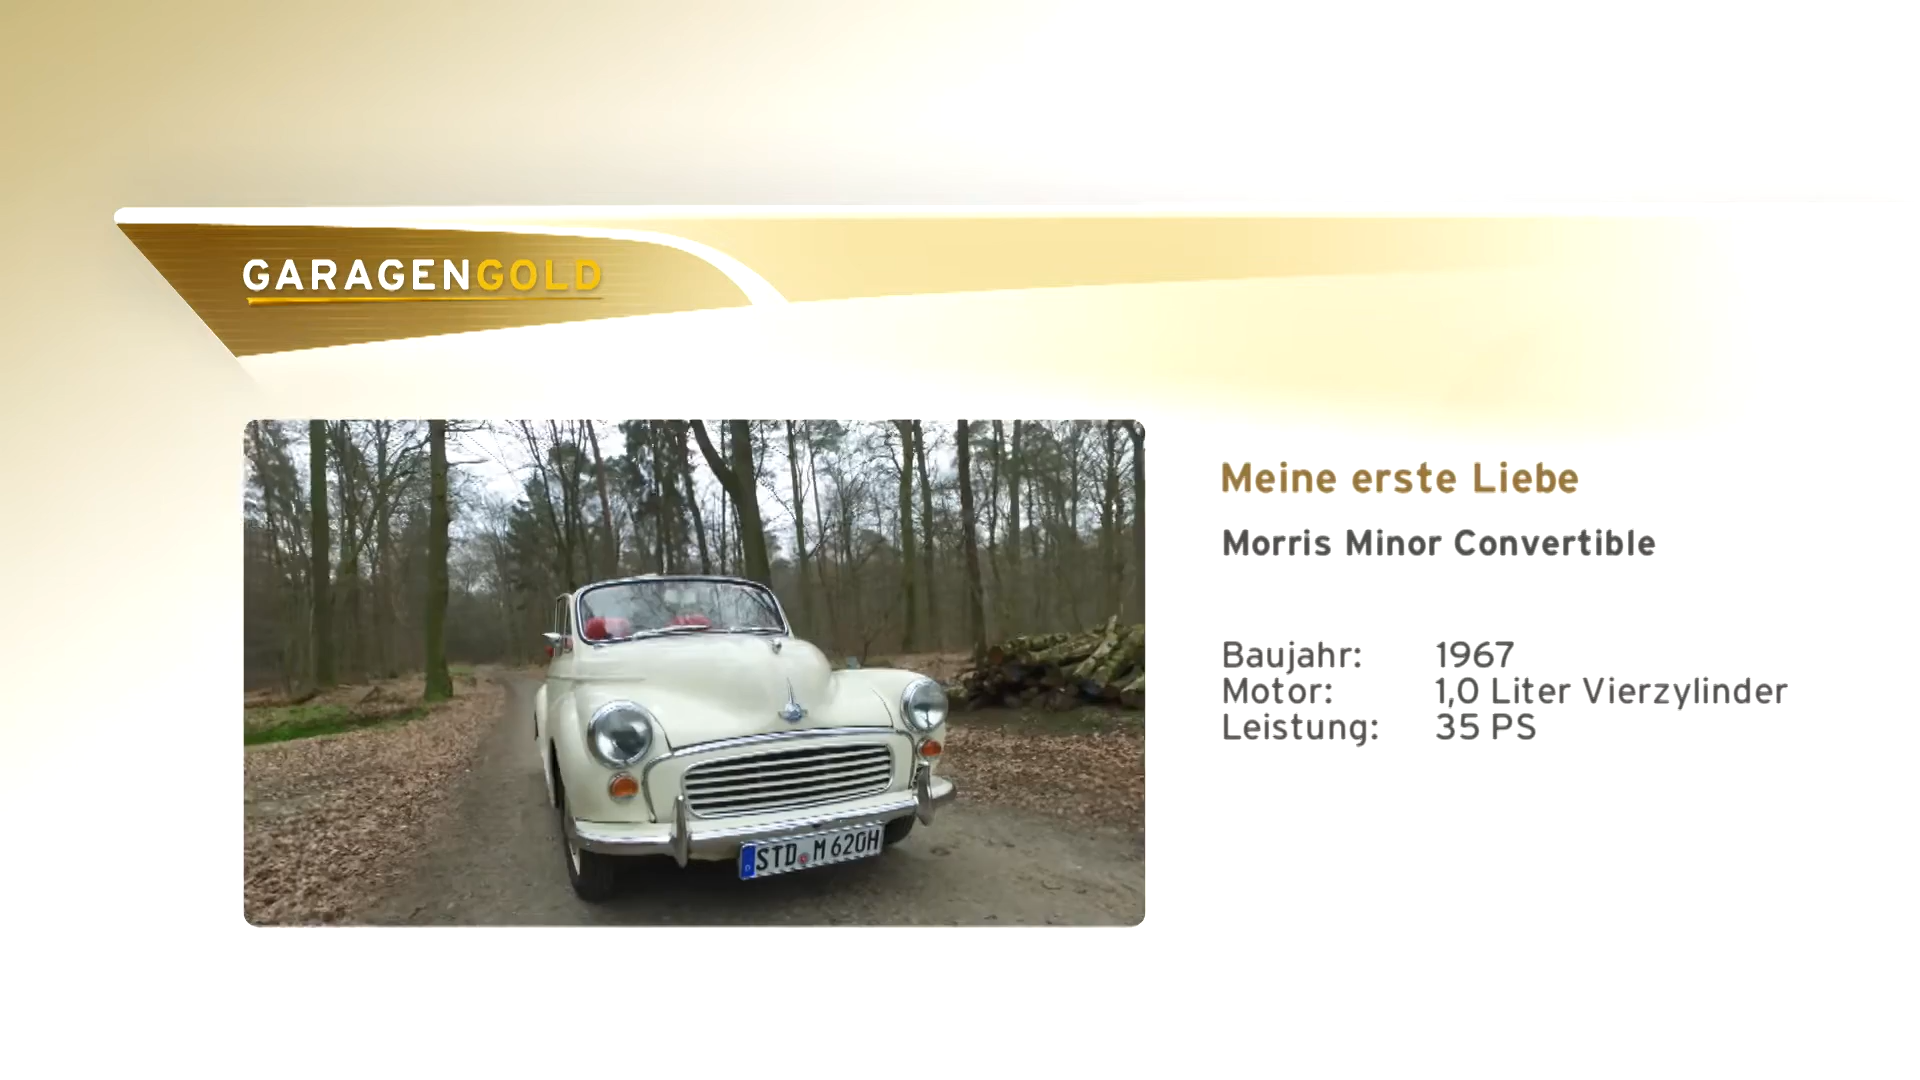 GARAGENGOLD
Meine erste Liebe
Morris Minor Convertible
Baujahr: 1967
Motor: 1,0 Liter Vierzylinder
Leistung: 35 PS
STD M 620H